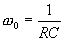 ω₀ = 1/RC